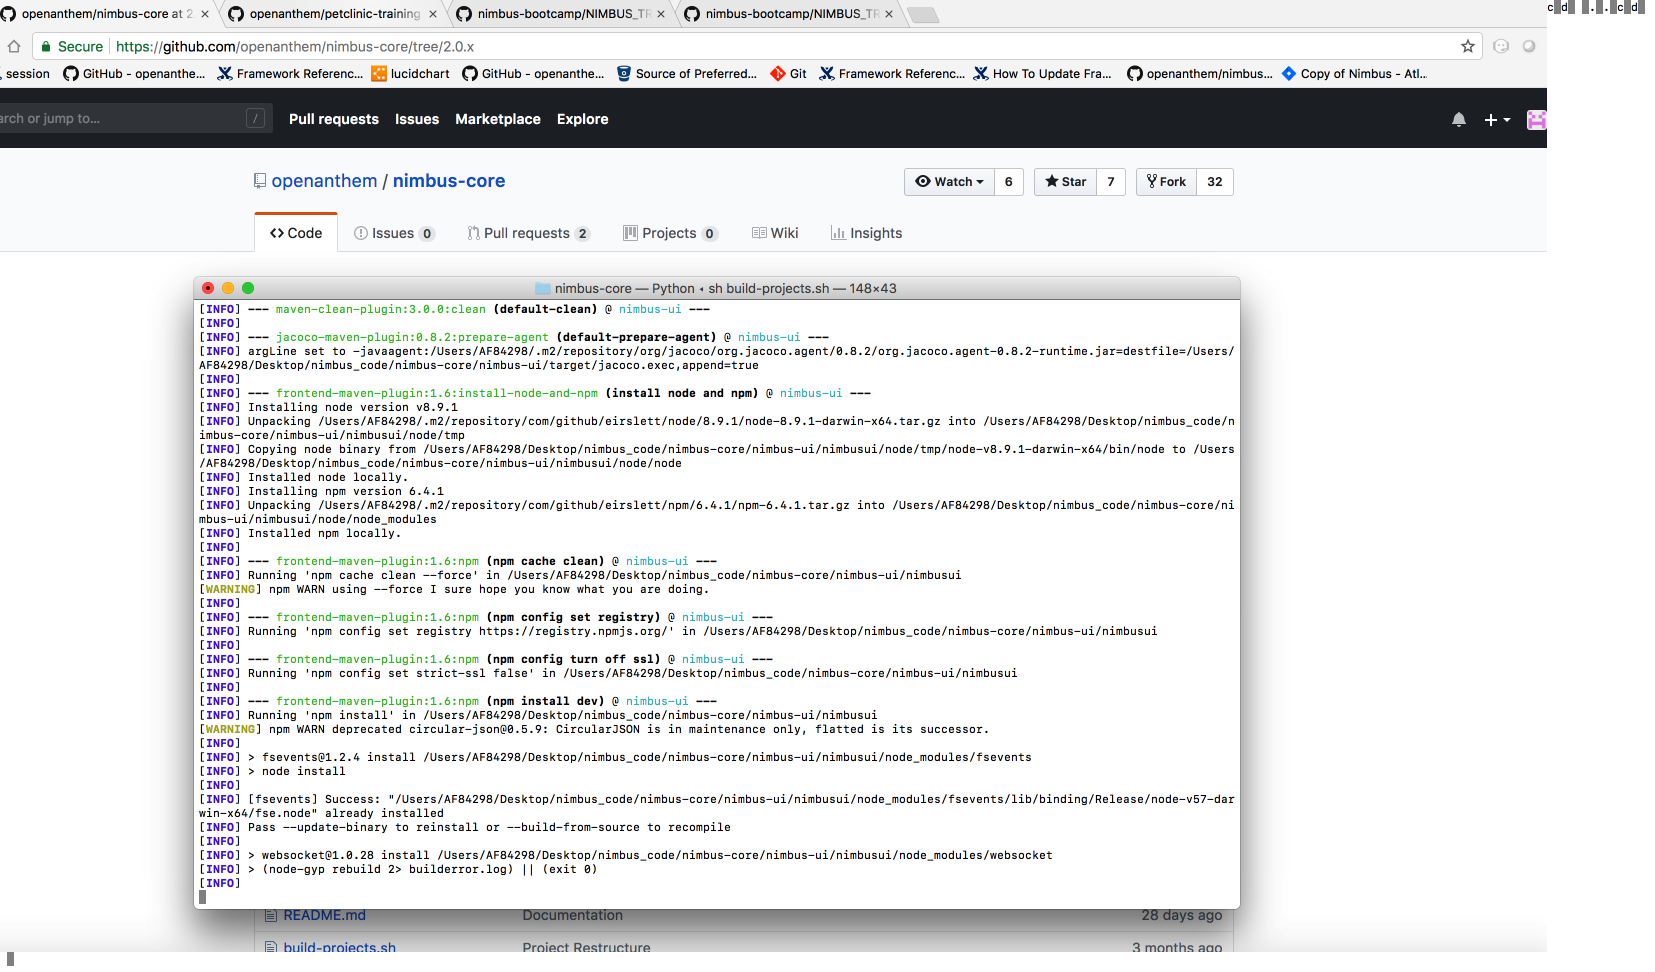 openanthem/nimbus-core at 2. × openanthem/petclinic-training × nimbus-bootcamp/NIMBUS_TR × nimbus-bootcamp/NIMBUS_TR ×
Secure https://github.com/openanthem/nimbus-core/tree/2.0.x
session GitHub - openanthe... Framework Referenc... lucidchart GitHub - openanthe... Source of Preferred... Git Framework Referenc... How To Update Fra... openanthem/nimbus... Copy of Nimbus - Atl...
arch or jump to... / Pull requests Issues Marketplace Explore
openanthem / nimbus-core Watch 6 Star 7 Fork 32
Code Issues 0 Pull requests 2 Projects 0 Wiki Insights
nimbus-core — Python ◂ sh build-projects.sh — 148×43
[INFO] --- maven-clean-plugin:3.0.0:clean (default-clean) @ nimbus-ui ---
[INFO]
[INFO] --- jacoco-maven-plugin:0.8.2:prepare-agent (default-prepare-agent) @ nimbus-ui ---
[INFO] argLine set to -javaagent:/Users/AF84298/.m2/repository/org/jacoco/org.jacoco.agent/0.8.2/org.jacoco.agent-0.8.2-runtime.jar=destfile=/Users/
AF84298/Desktop/nimbus_code/nimbus-core/nimbus-ui/target/jacoco.exec,append=true
[INFO]
[INFO] --- frontend-maven-plugin:1.6:install-node-and-npm (install node and npm) @ nimbus-ui ---
[INFO] Installing node version v8.9.1
[INFO] Unpacking /Users/AF84298/.m2/repository/com/github/eirslett/node/8.9.1/node-8.9.1-darwin-x64.tar.gz into /Users/AF84298/Desktop/nimbus_code/n
imbus-core/nimbus-ui/nimbusui/node/tmp
[INFO] Copying node binary from /Users/AF84298/Desktop/nimbus_code/nimbus-core/nimbus-ui/nimbusui/node/tmp/node-v8.9.1-darwin-x64/bin/node to /Users
/AF84298/Desktop/nimbus_code/nimbus-core/nimbus-ui/nimbusui/node/node
[INFO] Installed node locally.
[INFO] Installing npm version 6.4.1
[INFO] Unpacking /Users/AF84298/.m2/repository/com/github/eirslett/npm/6.4.1/npm-6.4.1.tar.gz into /Users/AF84298/Desktop/nimbus_code/nimbus-core/ni
mbus-ui/nimbusui/node/node_modules
[INFO] Installed npm locally.
[INFO]
[INFO] --- frontend-maven-plugin:1.6:npm (npm cache clean) @ nimbus-ui ---
[INFO] Running 'npm cache clean --force' in /Users/AF84298/Desktop/nimbus_code/nimbus-core/nimbus-ui/nimbusui
[WARNING] npm WARN using --force I sure hope you know what you are doing.
[INFO]
[INFO] --- frontend-maven-plugin:1.6:npm (npm config set registry) @ nimbus-ui ---
[INFO] Running 'npm config set registry https://registry.npmjs.org/' in /Users/AF84298/Desktop/nimbus_code/nimbus-core/nimbus-ui/nimbusui
[INFO]
[INFO] --- frontend-maven-plugin:1.6:npm (npm config turn off ssl) @ nimbus-ui ---
[INFO] Running 'npm config set strict-ssl false' in /Users/AF84298/Desktop/nimbus_code/nimbus-core/nimbus-ui/nimbusui
[INFO]
[INFO] --- frontend-maven-plugin:1.6:npm (npm install dev) @ nimbus-ui ---
[INFO] Running 'npm install' in /Users/AF84298/Desktop/nimbus_code/nimbus-core/nimbus-ui/nimbusui
[WARNING] npm WARN deprecated circular-json@0.5.9: CircularJSON is in maintenance only, flatted is its successor.
[INFO]
[INFO] > fsevents@1.2.4 install /Users/AF84298/Desktop/nimbus_code/nimbus-core/nimbus-ui/nimbusui/node_modules/fsevents
[INFO] > node install
[INFO]
[INFO] [fsevents] Success: "/Users/AF84298/Desktop/nimbus_code/nimbus-core/nimbus-ui/nimbusui/node_modules/fsevents/lib/binding/Release/node-v57-dar
win-x64/fse.node" already installed
[INFO] Pass --update-binary to reinstall or --build-from-source to recompile
[INFO]
[INFO] > websocket@1.0.28 install /Users/AF84298/Desktop/nimbus_code/nimbus-core/nimbus-ui/nimbusui/node_modules/websocket
[INFO] > (node-gyp rebuild 2> builderror.log) || (exit 0)
[INFO]
README.md Documentation 28 days ago
build-projects.sh Project Restructure 3 months ago